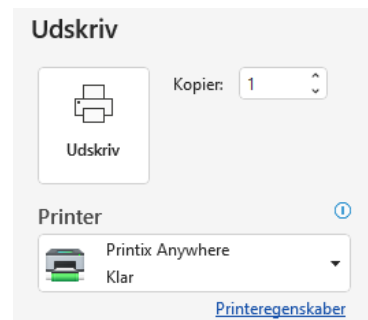 Udskriv
Kopier: 1
Udskriv
Printer
Printix Anywhere
Klar
Printeregenskaber